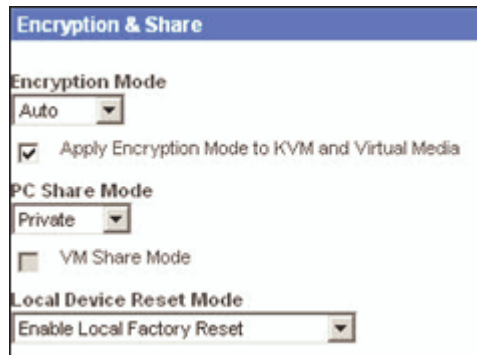 Encryption & Share
Encryption Mode
Auto
Apply Encryption Mode to KVM and Virtual Media
PC Share Mode
Private
VM Share Mode
Local Device Reset Mode
Enable Local Factory Reset